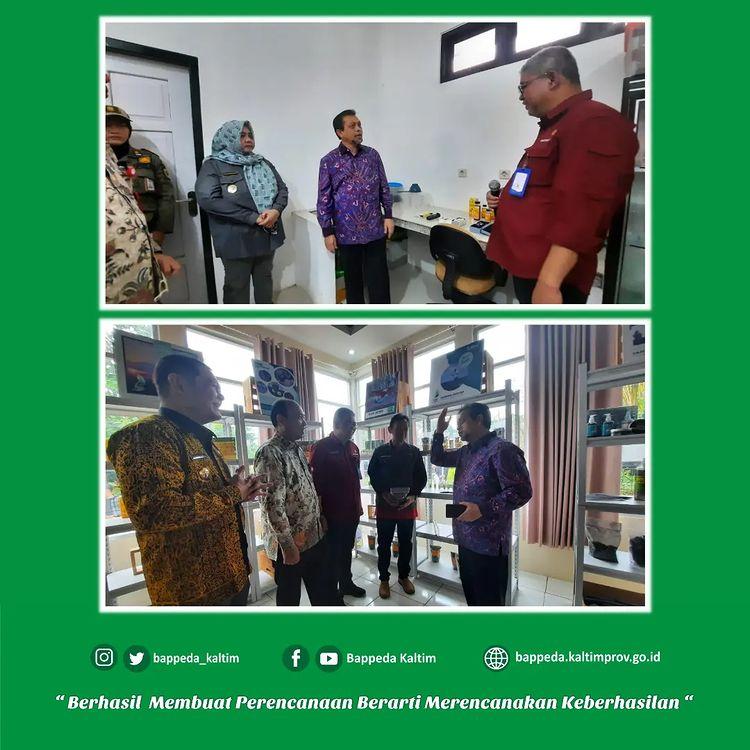 bappeda_kaltim
Bappeda Kaltim
bappeda.kaltimprov.go.id
“ Berhasil Membuat Perencanaan Berarti Merencanakan Keberhasilan “